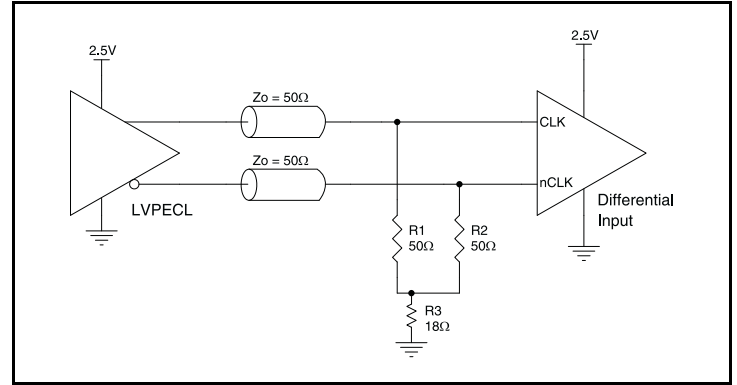 2.5V
2.5V
Zo = 50Ω
CLK
Zo = 50Ω
nCLK
LVPECL
Differential
Input
R1
50Ω
R2
50Ω
R3
18Ω